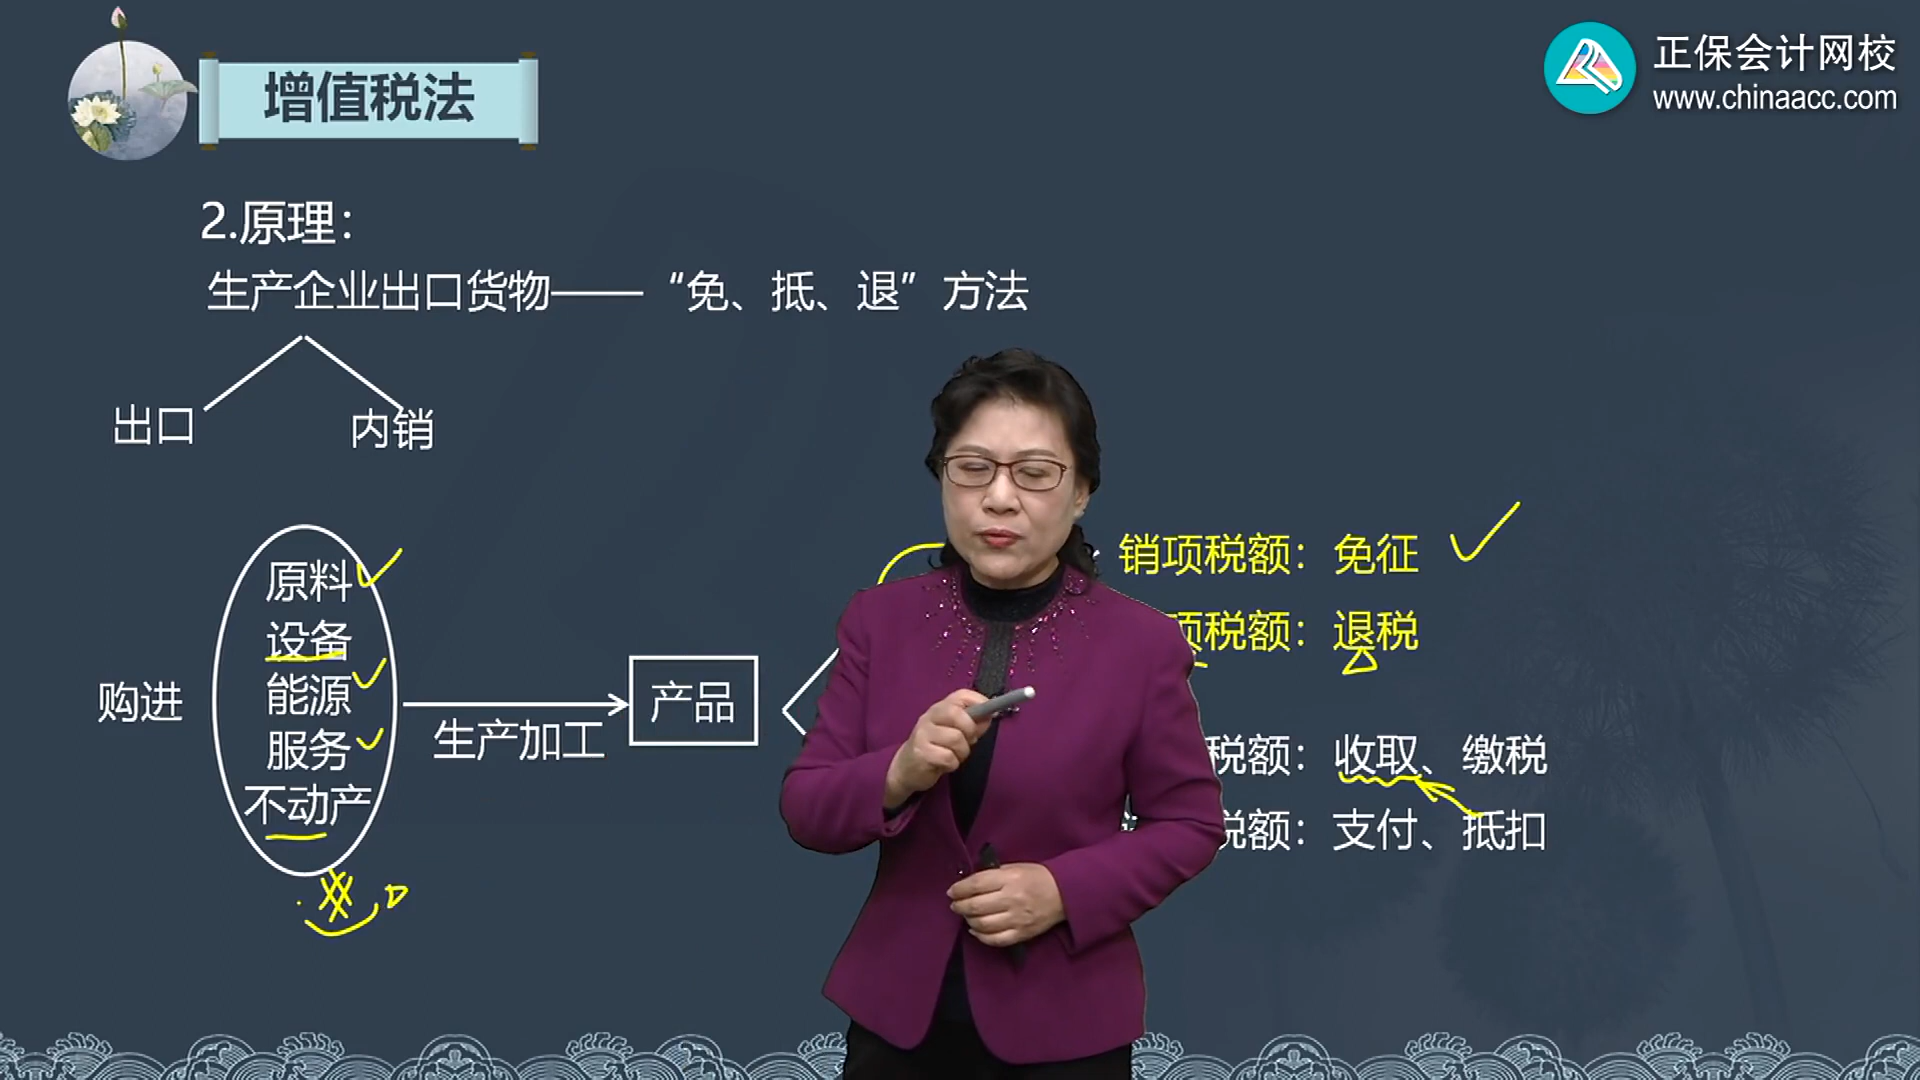 增值税法
正保会计网校
www.chinaacc.com
2.原理：
生产企业出口货物——“免、抵、退”方法
出口
内销
购进
原料
设备
能源
服务
不动产
生产加工
产品
销项税额：免征
项税额：退税
税额：收取、缴税
税额：支付、抵扣